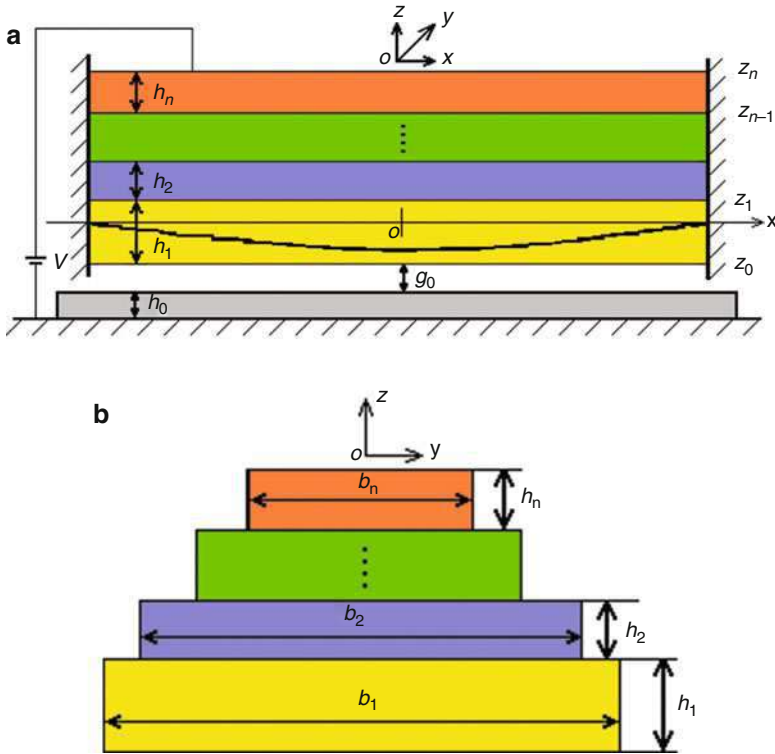 a
z
y
o
x
h_n
z_n
z_{n-1}
h_2
z_1
o
x
h_1
V
z_0
g_0
h_0
b
z
o
y
b_n
h_n
b_2
h_2
b_1
h_1